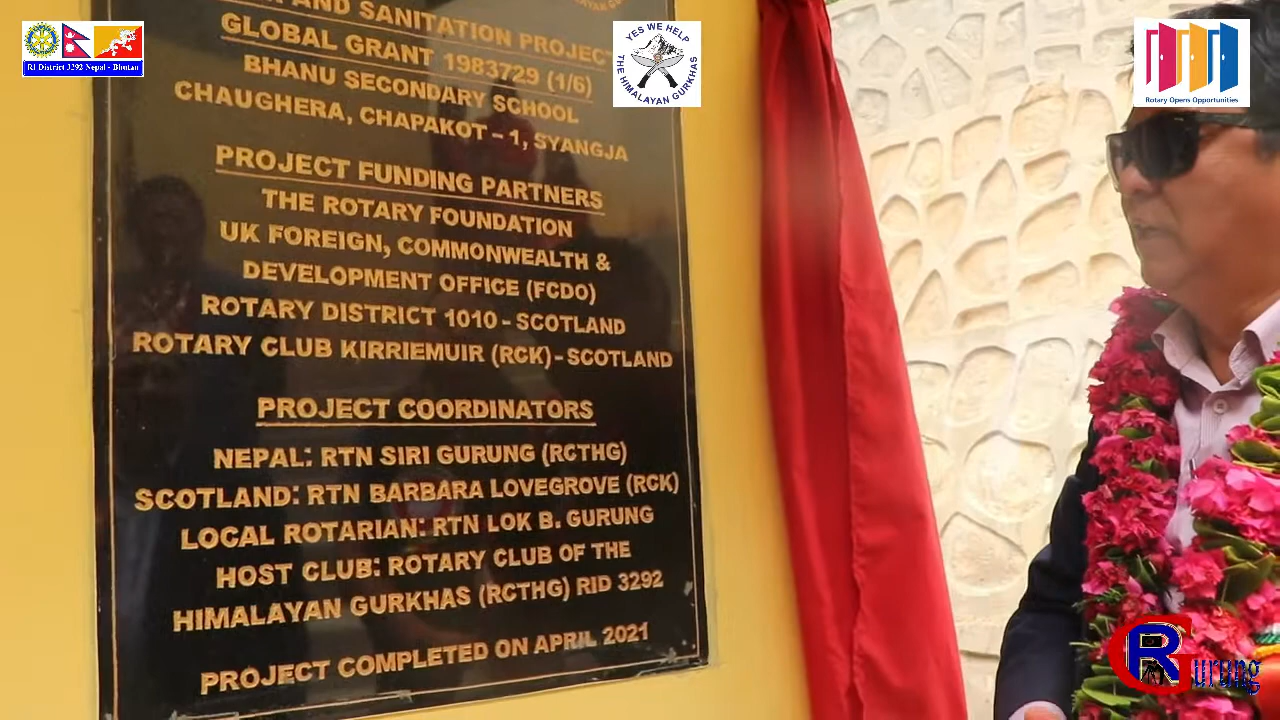 RI District 3292 Nepal - Bhutan
YES WE HELP
THE HIMALAYAN GURKHAS
Rotary Opens Opportunities
AND SANITATION PROJECT
GLOBAL GRANT 1983729 (1/6)
BHANU SECONDARY SCHOOL
CHAUGHERA, CHAPAKOT – 1, SYANGJA
PROJECT FUNDING PARTNERS
THE ROTARY FOUNDATION
UK FOREIGN, COMMONWEALTH &
DEVELOPMENT OFFICE (FCDO)
ROTARY DISTRICT 1010 - SCOTLAND
ROTARY CLUB KIRRIEMUIR (RCK) - SCOTLAND
PROJECT COORDINATORS
NEPAL: RTN SIRI GURUNG (RCTHG)
SCOTLAND: RTN BARBARA LOVEGROVE (RCK)
LOCAL ROTARIAN: RTN LOK B. GURUNG
HOST CLUB: ROTARY CLUB OF THE
HIMALAYAN GURKHAS (RCTHG) RID 3292
PROJECT COMPLETED ON APRIL 2021
R Gurung